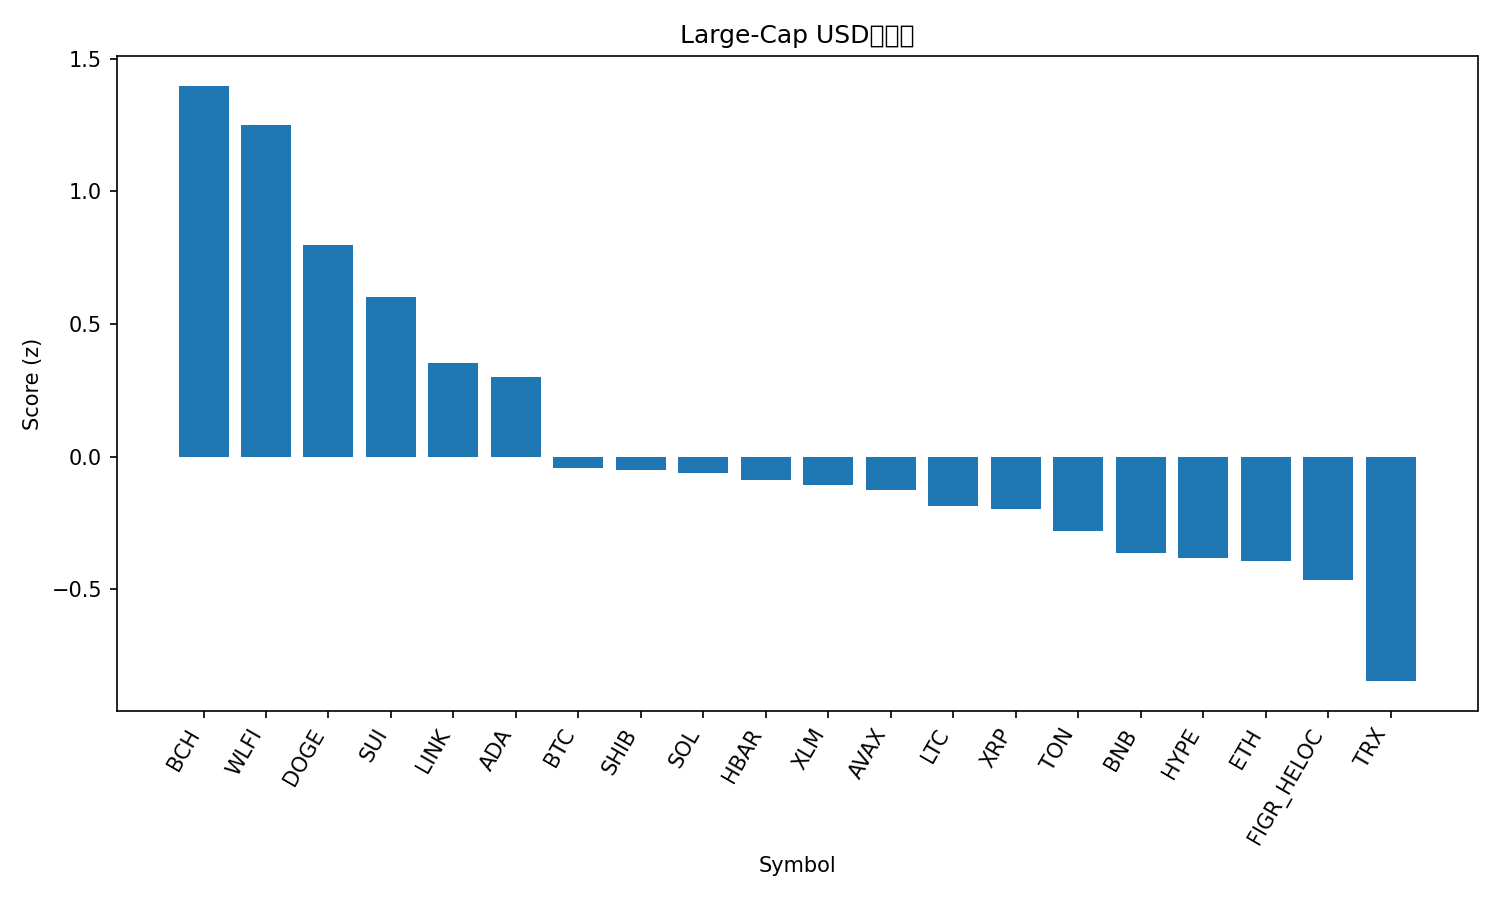 Large-Cap USD
1.5
1.0
0.5
0.0
−0.5
Score (z)
BCH
WLFI
DOGE
SUI
LINK
ADA
BTC
SHIB
SOL
HBAR
XLM
AVAX
LTC
XRP
TON
BNB
HYPE
ETH
FIGR_HELOC
TRX
Symbol